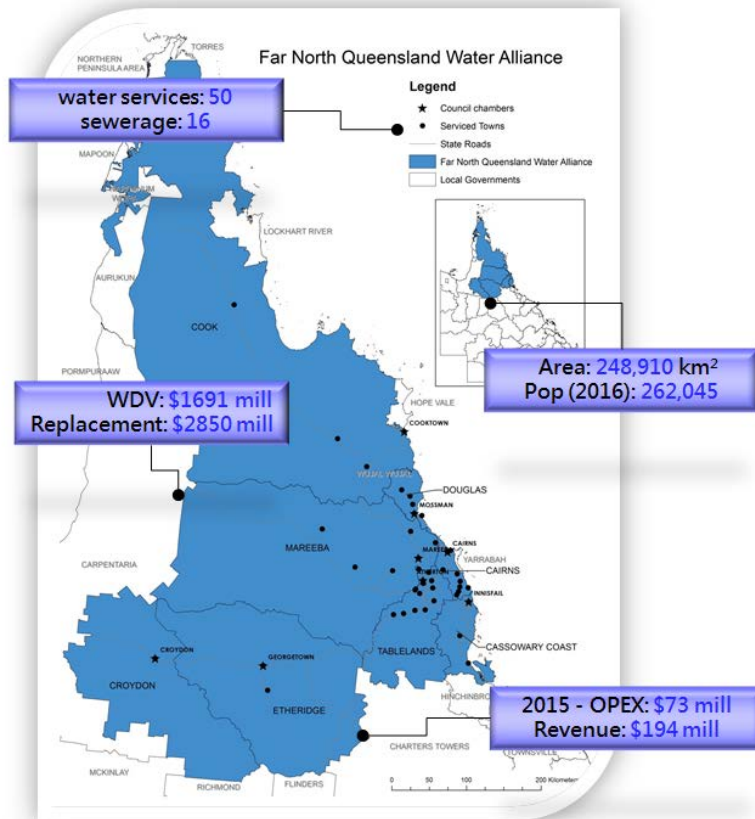 TORRES
NORTHERN
PENINSULA AREA
Far North Queensland Water Alliance
Legend
Council chambers
Serviced Towns
State Roads
Far North Queensland Water Alliance
Local Governments
water services: 50
sewerage: 16
MAPOON
LOCKHART RIVER
AURUKUN
COOK
PORMPURAAW
Area: 248,910 km²
Pop (2016): 262,045
WDV: $1691 mill
Replacement: $2850 mill
HOPE VALE
COOKTOWN
WUJAL WUJAL
DOUGLAS
MOSSMAN
MAREEBA
CAIRNS
YARRABAH
CARPENTARIA
CAIRNS
INNISFAIL
CASSOWARY COAST
TABLELANDS
CROYDON
GEORGETOWN
CROYDON
ETHERIDGE
2015 - OPEX: $73 mill
Revenue: $194 mill
CHARTERS TOWERS
TOWNSVILLE
MCKINLAY
RICHMOND
FLINDERS
0 25 50 100 150 200 Kilometers